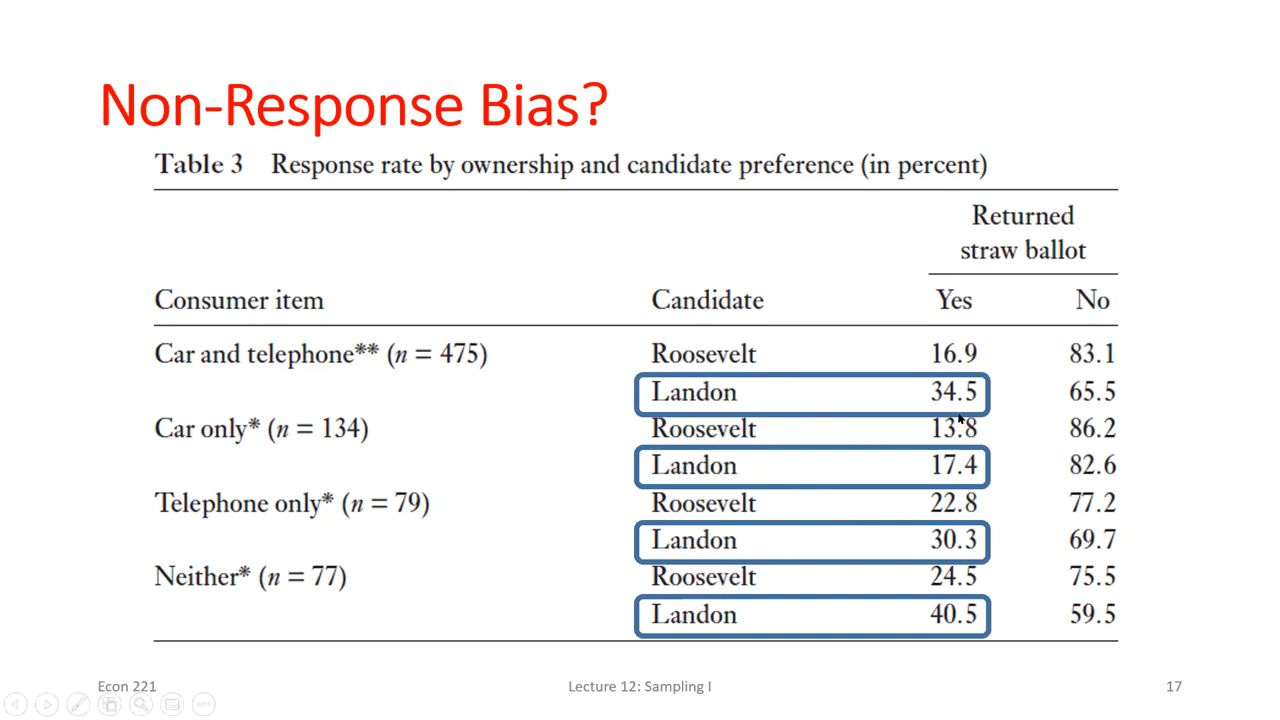 Non-Response Bias?
Table 3 Response rate by ownership and candidate preference (in percent)
Returned
straw ballot
Consumer item Candidate Yes No
Car and telephone** (n = 475) Roosevelt 16.9 83.1
Landon 34.5 65.5
Car only* (n = 134) Roosevelt 13.8 86.2
Landon 17.4 82.6
Telephone only* (n = 79) Roosevelt 22.8 77.2
Landon 30.3 69.7
Neither* (n = 77) Roosevelt 24.5 75.5
Landon 40.5 59.5
Econ 221 Lecture 12: Sampling I 17